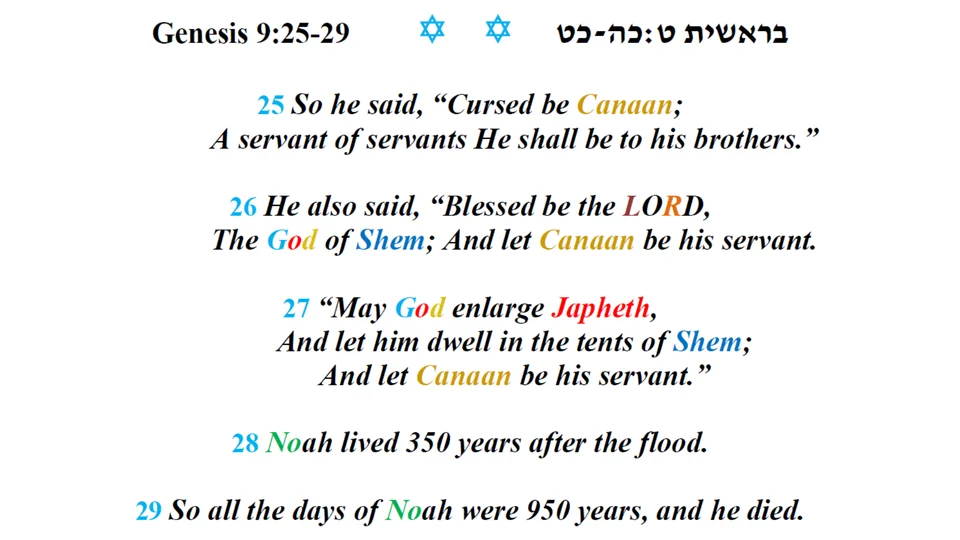 Genesis 9:25-29 ✡ ✡ בראשית ט:כה-כט
25 So he said, “Cursed be Canaan;
A servant of servants He shall be to his brothers.”
26 He also said, “Blessed be the LORD,
The God of Shem; And let Canaan be his servant.
27 “May God enlarge Japheth,
And let him dwell in the tents of Shem;
And let Canaan be his servant.”
28 Noah lived 350 years after the flood.
29 So all the days of Noah were 950 years, and he died.